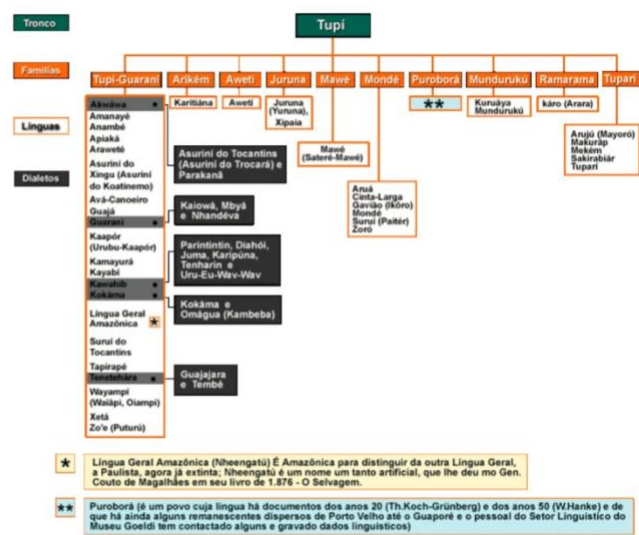 Tronco
Tupí
Famílias
Tupí-Guaraní
Arikém
Awetí
Juruna
Mawé
Mondé
Puroborá
Mundurukú
Ramarama
Tuparí
Línguas
Dialetos
Akwáwa
Amanayé
Anambé
Apiaká
Araweté
Asuriní do
Xingu (Asuriní
do Koatinemo)
Avá-Canoeiro
Guajá
Guaraní
Kaapór
(Urubu-Kaapór)
Kamayurá
Kayabí
Kawahíb
Kokáma
Língua Geral
Amazônica
Suruí do
Tocantins
Tapirapé
Tenetehára
Wayampí
(Waiãpi, Oiampi)
Xetá
Zo'e (Puturú)
Asuriní do Tocantins
(Asuriní do Trocará) e
Parakanã
Kaiowá, Mbyá
e Nhandéva
Parintintin, Diahói,
Juma, Karipúna,
Tenharin e
Uru-Eu-Wav-Wav
Kokáma e
Omágua (Kambeba)
Guajajara
e Tembé
Karitiána
Awetí
Juruna
(Yuruna),
Xipaia
Mawé
(Sateré-Mawé)
Aruá
Cinta-Larga
Gavião (Ikõro)
Mondé
Suruí (Paitér)
Zoró
**
Kuruáya
Mundurukú
káro (Arara)
Arujú (Mayoró)
Makuráp
Mekém
Sakirabiár
Tuparí
* Língua Geral Amazônica (Nheengatú) É Amazônica para distinguir da outra Língua Geral,
a Paulista, agora já extinta; Nheengatú é um nome um tanto artificial, que lhe deu mo Gen.
Couto de Magalhães em seu livro de 1.876 - O Selvagem.
** Puroborá (é um povo cuja língua há documentos dos anos 20 (Th.Koch-Grünberg) e dos anos 50 (W.Hanke) e de
que há ainda alguns remanescentes dispersos de Porto Velho até o Guaporé e o pessoal do Setor Linguístico do
Museu Goeldi tem contactado alguns e gravado dados linguísticos)